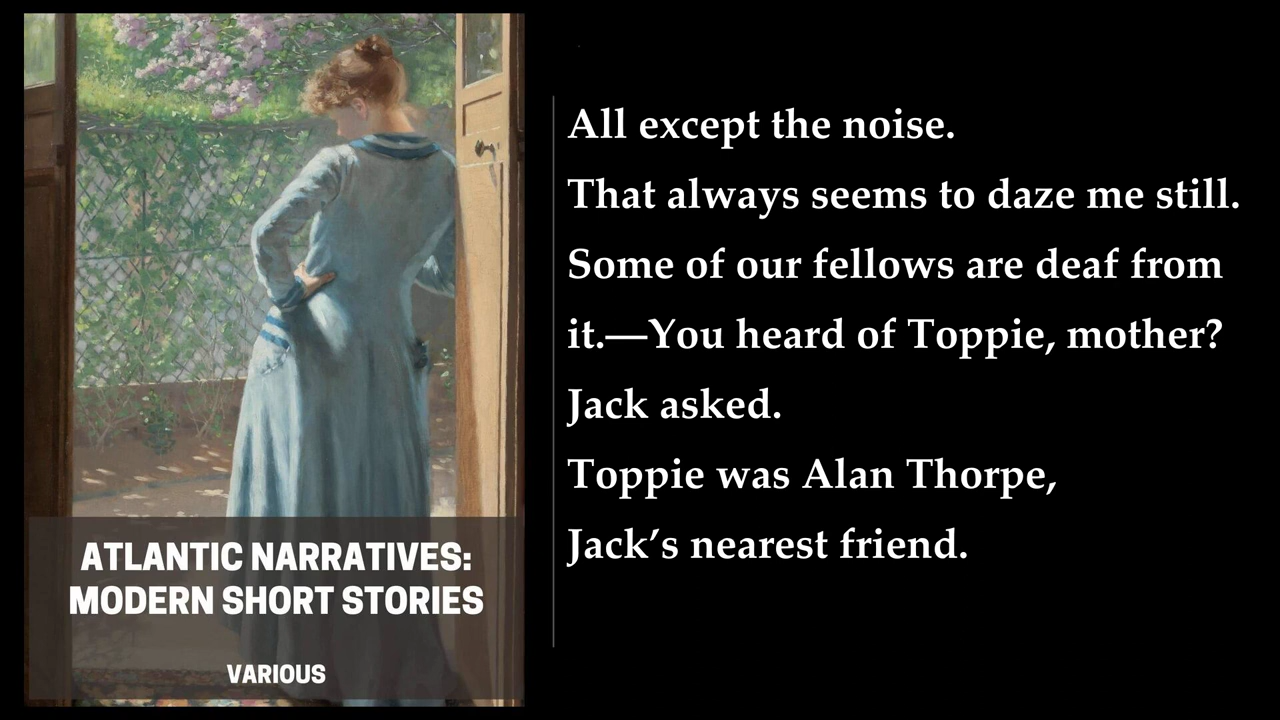 ATLANTIC NARRATIVES:
MODERN SHORT STORIES
VARIOUS
All except the noise.
That always seems to daze me still.
Some of our fellows are deaf from
it.—You heard of Toppie, mother?
Jack asked.
Toppie was Alan Thorpe,
Jack’s nearest friend.